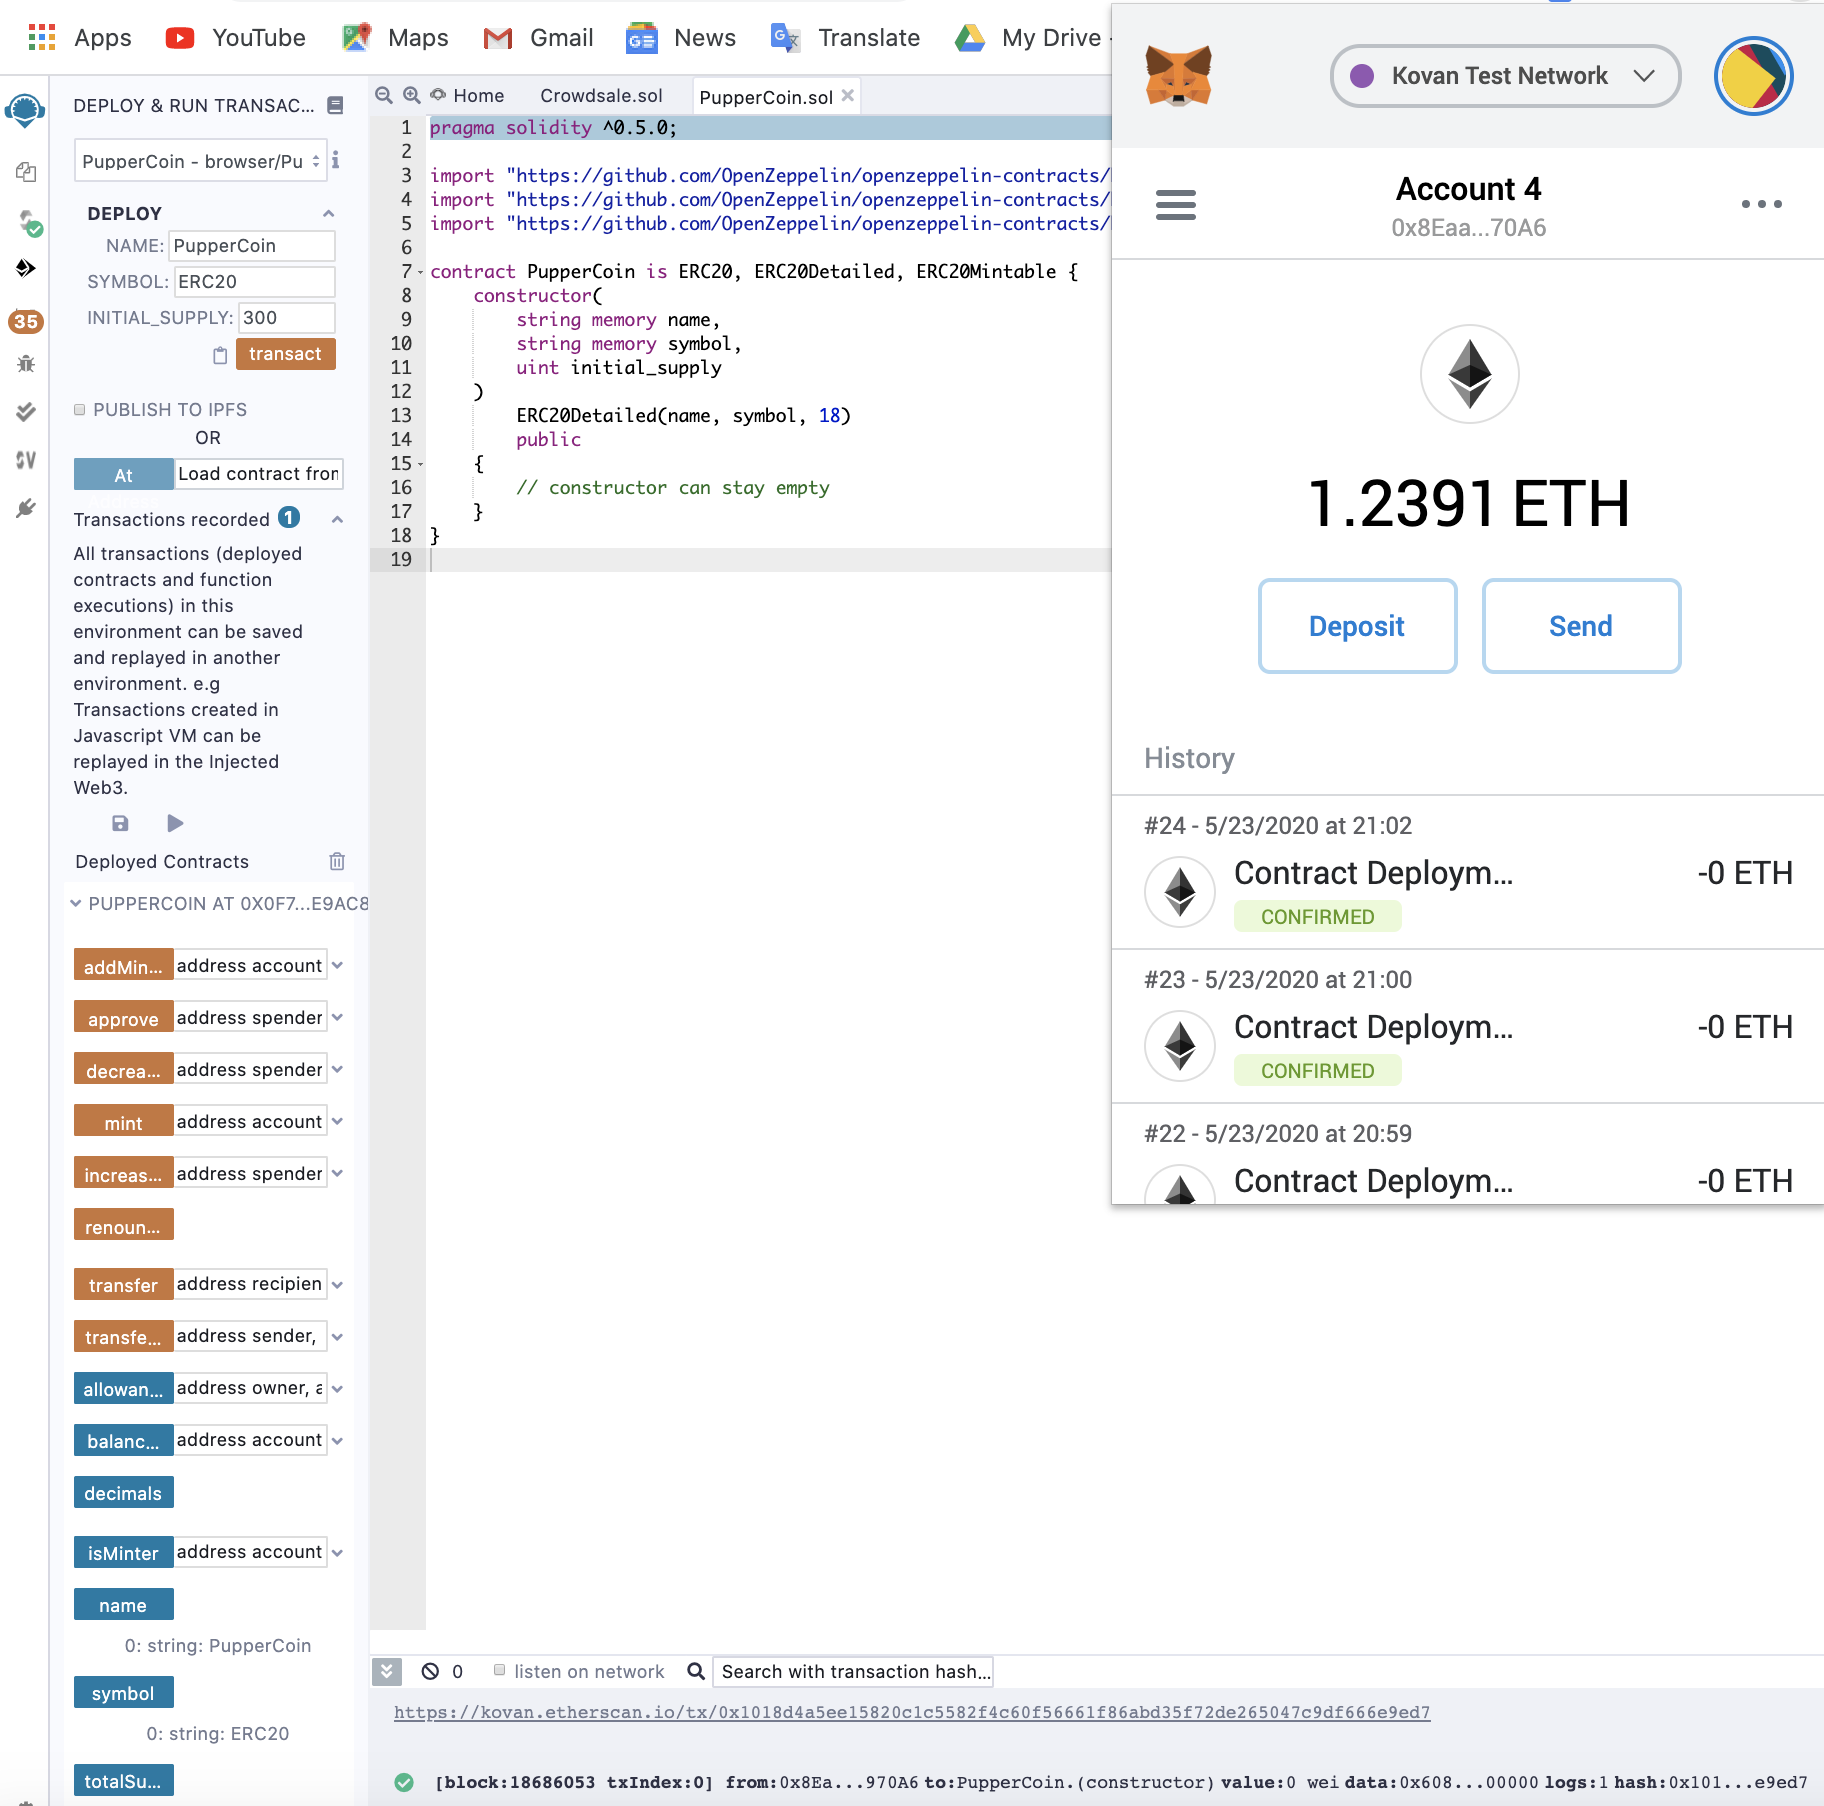 Apps YouTube Maps Gmail News Translate My Drive -
DEPLOY & RUN TRANSAC...
PupperCoin - browser/Pu
DEPLOY
NAME: PupperCoin
SYMBOL: ERC20
INITIAL_SUPPLY: 300
transact
PUBLISH TO IPFS
OR
At Load contract from
Transactions recorded 1
All transactions (deployed
contracts and function
executions) in this
environment can be saved
and replayed in another
environment. e.g
Transactions created in
Javascript VM can be
replayed in the Injected
Web3.
Deployed Contracts
PUPPERCOIN AT 0X0F7...E9AC8
addMin... address account
approve address spender
decrea... address spender
mint address account
increas... address spender
renoun...
transfer address recipien
transfe... address sender,
allowan... address owner, a
balanc... address account
decimals
isMinter address account
name
0: string: PupperCoin
symbol
0: string: ERC20
totalSu...
35
Home Crowdsale.sol PupperCoin.sol
1 pragma solidity ^0.5.0;
2
3 import "https://github.com/OpenZeppelin/openzeppelin-contracts/
4 import "https://github.com/OpenZeppelin/openzeppelin-contracts/
5 import "https://github.com/OpenZeppelin/openzeppelin-contracts/
6
7 contract PupperCoin is ERC20, ERC20Detailed, ERC20Mintable {
8 constructor(
9 string memory name,
10 string memory symbol,
11 uint initial_supply
12 )
13 ERC20Detailed(name, symbol, 18)
14 public
15 {
16 // constructor can stay empty
17 }
18 }
19
Kovan Test Network
Account 4
0x8Eaa...70A6
1.2391 ETH
Deposit Send
History
#24 - 5/23/2020 at 21:02
Contract Deploym... -0 ETH
CONFIRMED
#23 - 5/23/2020 at 21:00
Contract Deploym... -0 ETH
CONFIRMED
#22 - 5/23/2020 at 20:59
Contract Deploym... -0 ETH
0 listen on network Search with transaction hash...
https://kovan.etherscan.io/tx/0x1018d4a5ee15820c1c5582f4c60f56661f86abd35f72de265047c9df666e9ed7
[block:18686053 txIndex:0] from:0x8Ea...970A6 to:PupperCoin.(constructor) value:0 wei data:0x608...00000 logs:1 hash:0x101...e9ed7